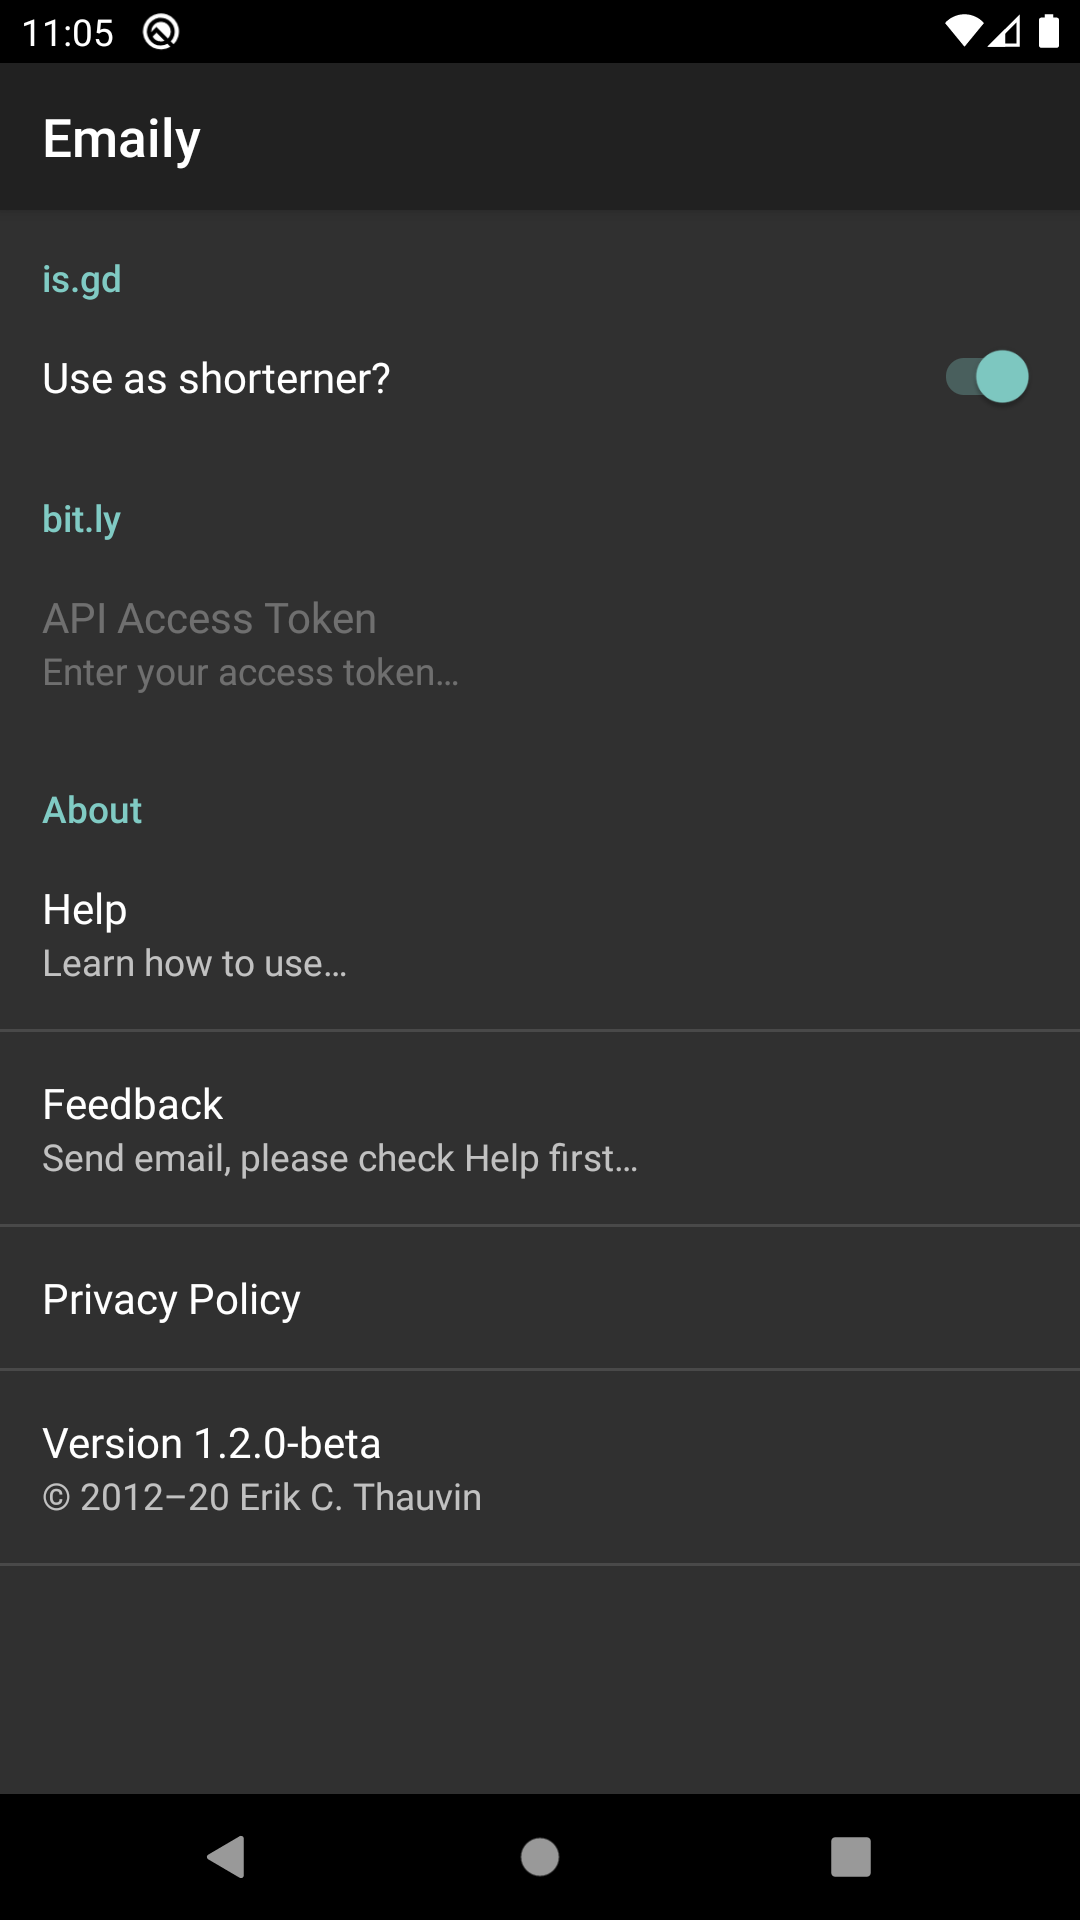 11:05
Emaily
is.gd
Use as shorterner?
bit.ly
API Access Token
Enter your access token…
About
Help
Learn how to use…
Feedback
Send email, please check Help first…
Privacy Policy
Version 1.2.0-beta
© 2012–20 Erik C. Thauvin